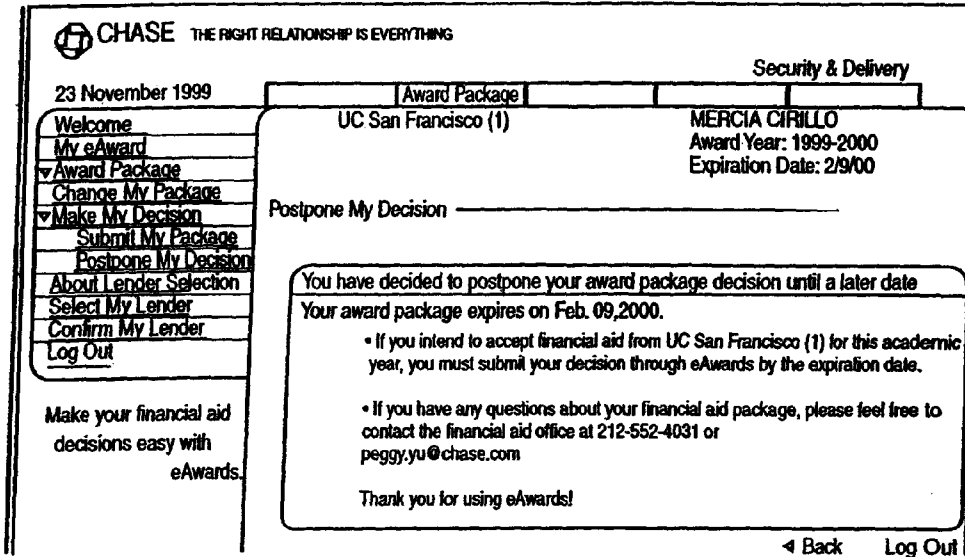 CHASE THE RIGHT RELATIONSHIP IS EVERYTHING
Security & Delivery
23 November 1999
Award Package
Welcome
My eAward
Award Package
Change My Package
Make My Decision
Submit My Package
Postpone My Decision
About Lender Selection
Select My Lender
Confirm My Lender
Log Out
Make your financial aid
decisions easy with
eAwards.
UC San Francisco (1)
MERCIA CIRILLO
Award Year: 1999-2000
Expiration Date: 2/9/00
Postpone My Decision
You have decided to postpone your award package decision until a later date
Your award package expires on Feb. 09,2000.
• If you intend to accept financial aid from UC San Francisco (1) for this academic
year, you must submit your decision through eAwards by the expiration date.
• If you have any questions about your financial aid package, please feel free to
contact the financial aid office at 212-552-4031 or
peggy.yu@chase.com
Thank you for using eAwards!
Back Log Out